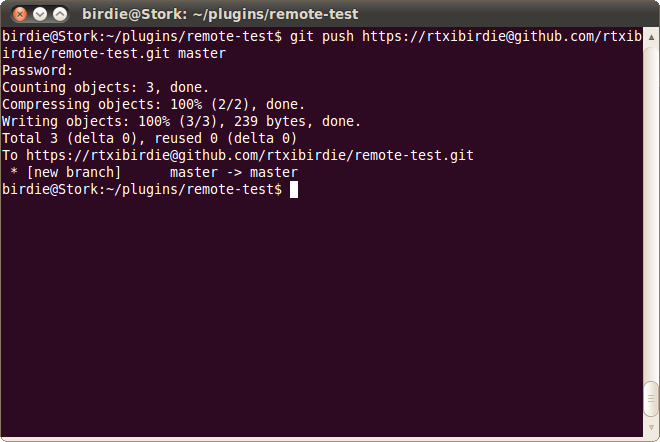 birdie@Stork: ~/plugins/remote-test
birdie@Stork:~/plugins/remote-test$ git push https://rtxibirdie@github.com/rtxib
irdie/remote-test.git master
Password:
Counting objects: 3, done.
Compressing objects: 100% (2/2), done.
Writing objects: 100% (3/3), 239 bytes, done.
Total 3 (delta 0), reused 0 (delta 0)
To https://rtxibirdie@github.com/rtxibirdie/remote-test.git
 * [new branch]      master -> master
birdie@Stork:~/plugins/remote-test$